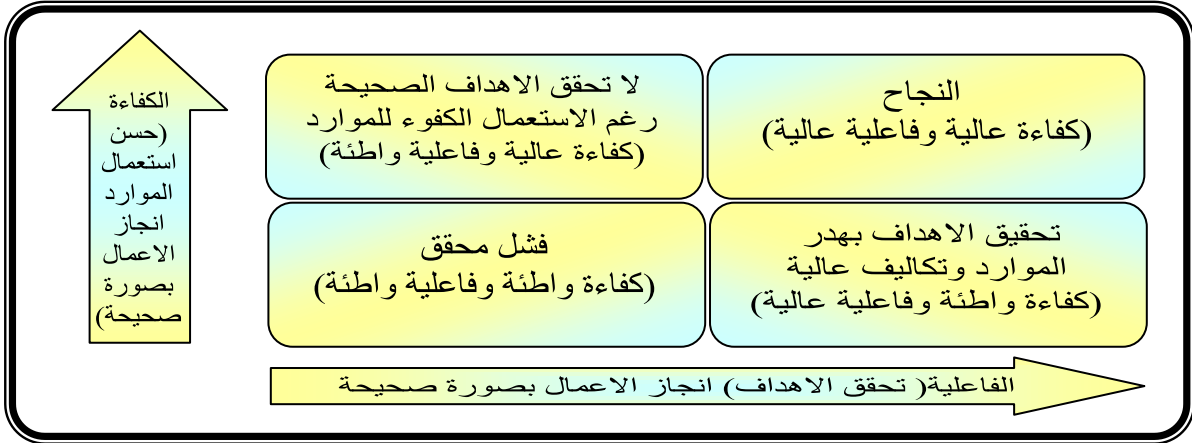 الكفاءة
(حسن
استعمال
الموارد
انجاز
الاعمال
بصورة
صحيحة)
النجاح
(كفاءة عالية وفاعلية عالية)
لا تحقق الاهداف الصحيحة
رغم الاستعمال الكفوء للموارد
(كفاءة عالية وفاعلية واطئة)
تحقيق الاهداف بهدر
الموارد وتكاليف عالية
(كفاءة واطئة وفاعلية عالية)
فشل محقق
(كفاءة واطئة وفاعلية واطئة)
الفاعلية( تحقق الاهداف) انجاز الاعمال بصورة صحيحة